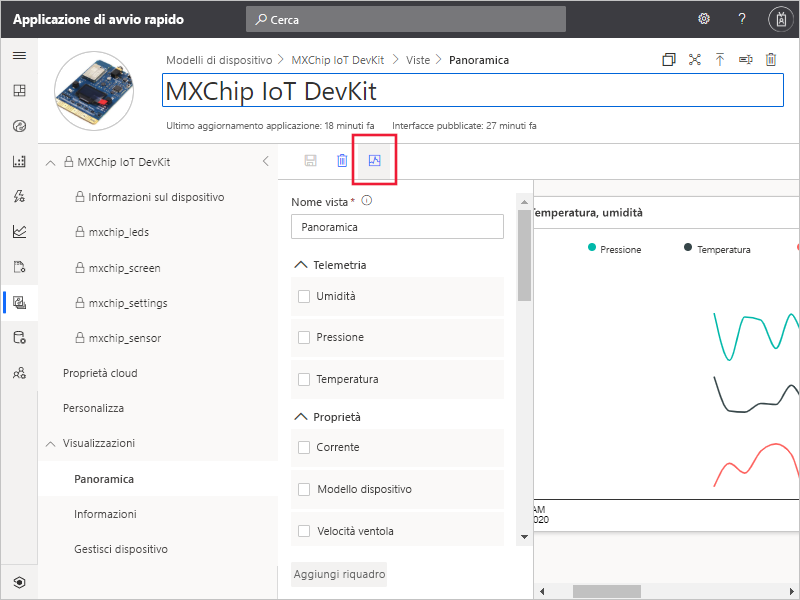 Applicazione di avvio rapido
Cerca
?
Modelli di dispositivo > MXChip IoT DevKit > Viste > Panoramica
MXChip IoT DevKit
Ultimo aggiornamento applicazione: 18 minuti fa
Interfacce pubblicate: 27 minuti fa
MXChip IoT DevKit
Informazioni sul dispositivo
mxchip_leds
mxchip_screen
mxchip_settings
mxchip_sensor
Proprietà cloud
Personalizza
Visualizzazioni
Panoramica
Informazioni
Gestisci dispositivo
Nome vista *
Panoramica
Telemetria
Umidità
Pressione
Temperatura
Proprietà
Corrente
Modello dispositivo
Velocità ventola
Aggiungi riquadro
Temperatura, umidità
Pressione
Temperatura
AM
2020